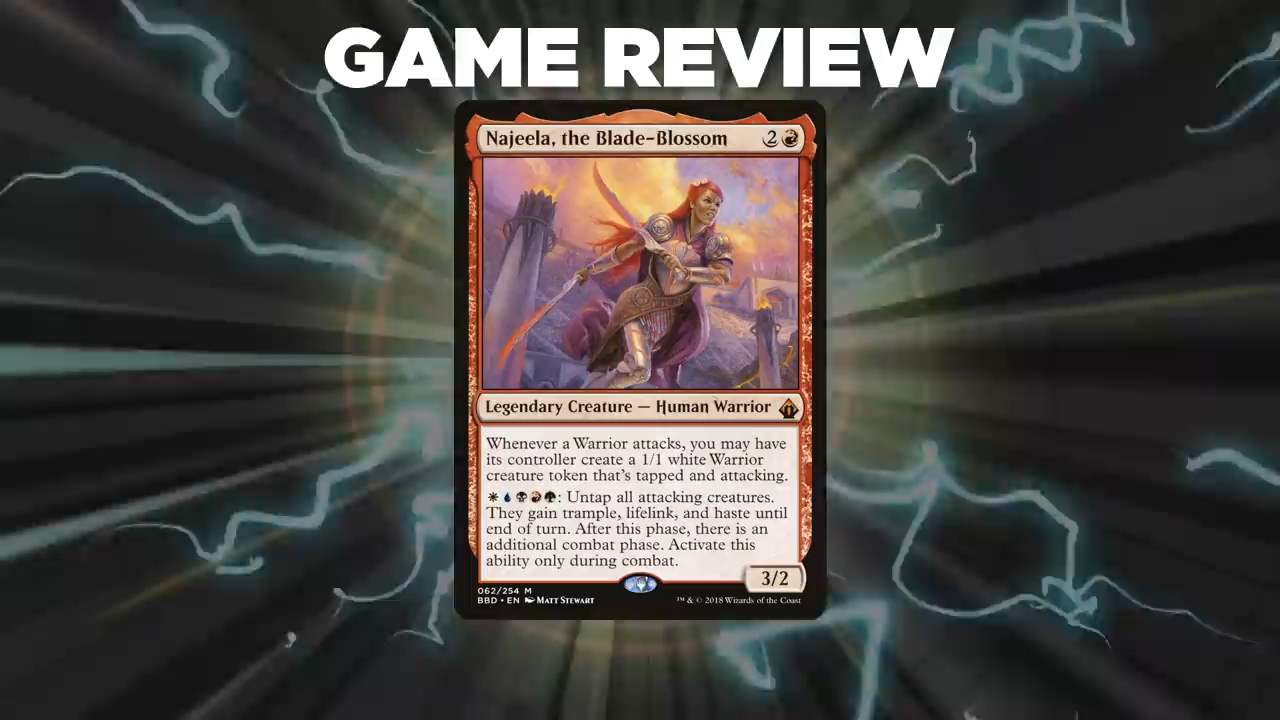 GAME REVIEW
Najeela, the Blade-Blossom 2
Legendary Creature — Human Warrior
Whenever a Warrior attacks, you may have
its controller create a 1/1 white Warrior
creature token that's tapped and attacking.
: Untap all attacking creatures.
They gain trample, lifelink, and haste until
end of turn. After this phase, there is an
additional combat phase. Activate this
ability only during combat.
3/2
062/254 M
BBD • EN Matt Stewart
™ & © 2018 Wizards of the Coast